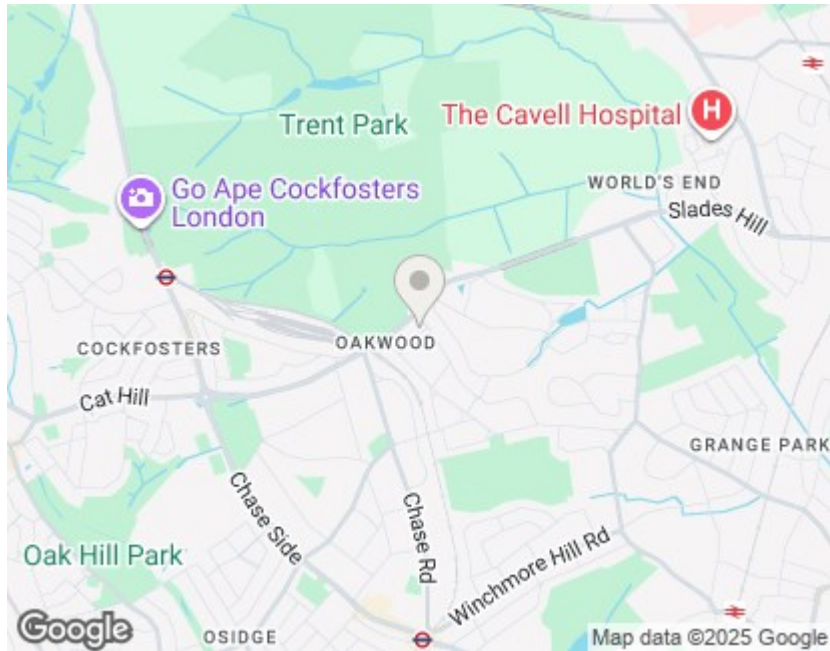 Trent Park
The Cavell Hospital
H
Go Ape Cockfosters
London
WORLD'S END
Slades Hill
COCKFOSTERS
OAKWOOD
Cat Hill
GRANGE PARK
Chase Side
Chase Rd
Winchmore Hill Rd
Oak Hill Park
OSIDGE
Google
Map data ©2025 Google